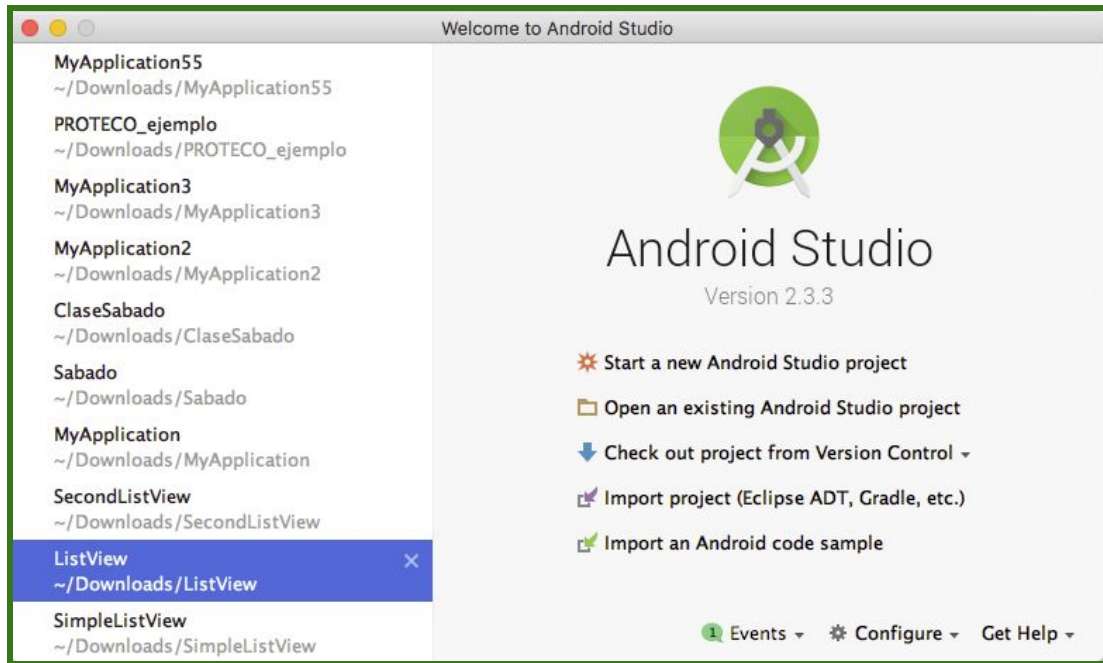 Welcome to Android Studio
MyApplication55
~/Downloads/MyApplication55
PROTECO_ejemplo
~/Downloads/PROTECO_ejemplo
MyApplication3
~/Downloads/MyApplication3
MyApplication2
~/Downloads/MyApplication2
ClaseSabado
~/Downloads/ClaseSabado
Sabado
~/Downloads/Sabado
MyApplication
~/Downloads/MyApplication
SecondListView
~/Downloads/SecondListView
ListView
~/Downloads/ListView
SimpleListView
~/Downloads/SimpleListView
Android Studio
Version 2.3.3
Start a new Android Studio project
Open an existing Android Studio project
Check out project from Version Control
Import project (Eclipse ADT, Gradle, etc.)
Import an Android code sample
1 Events Configure Get Help